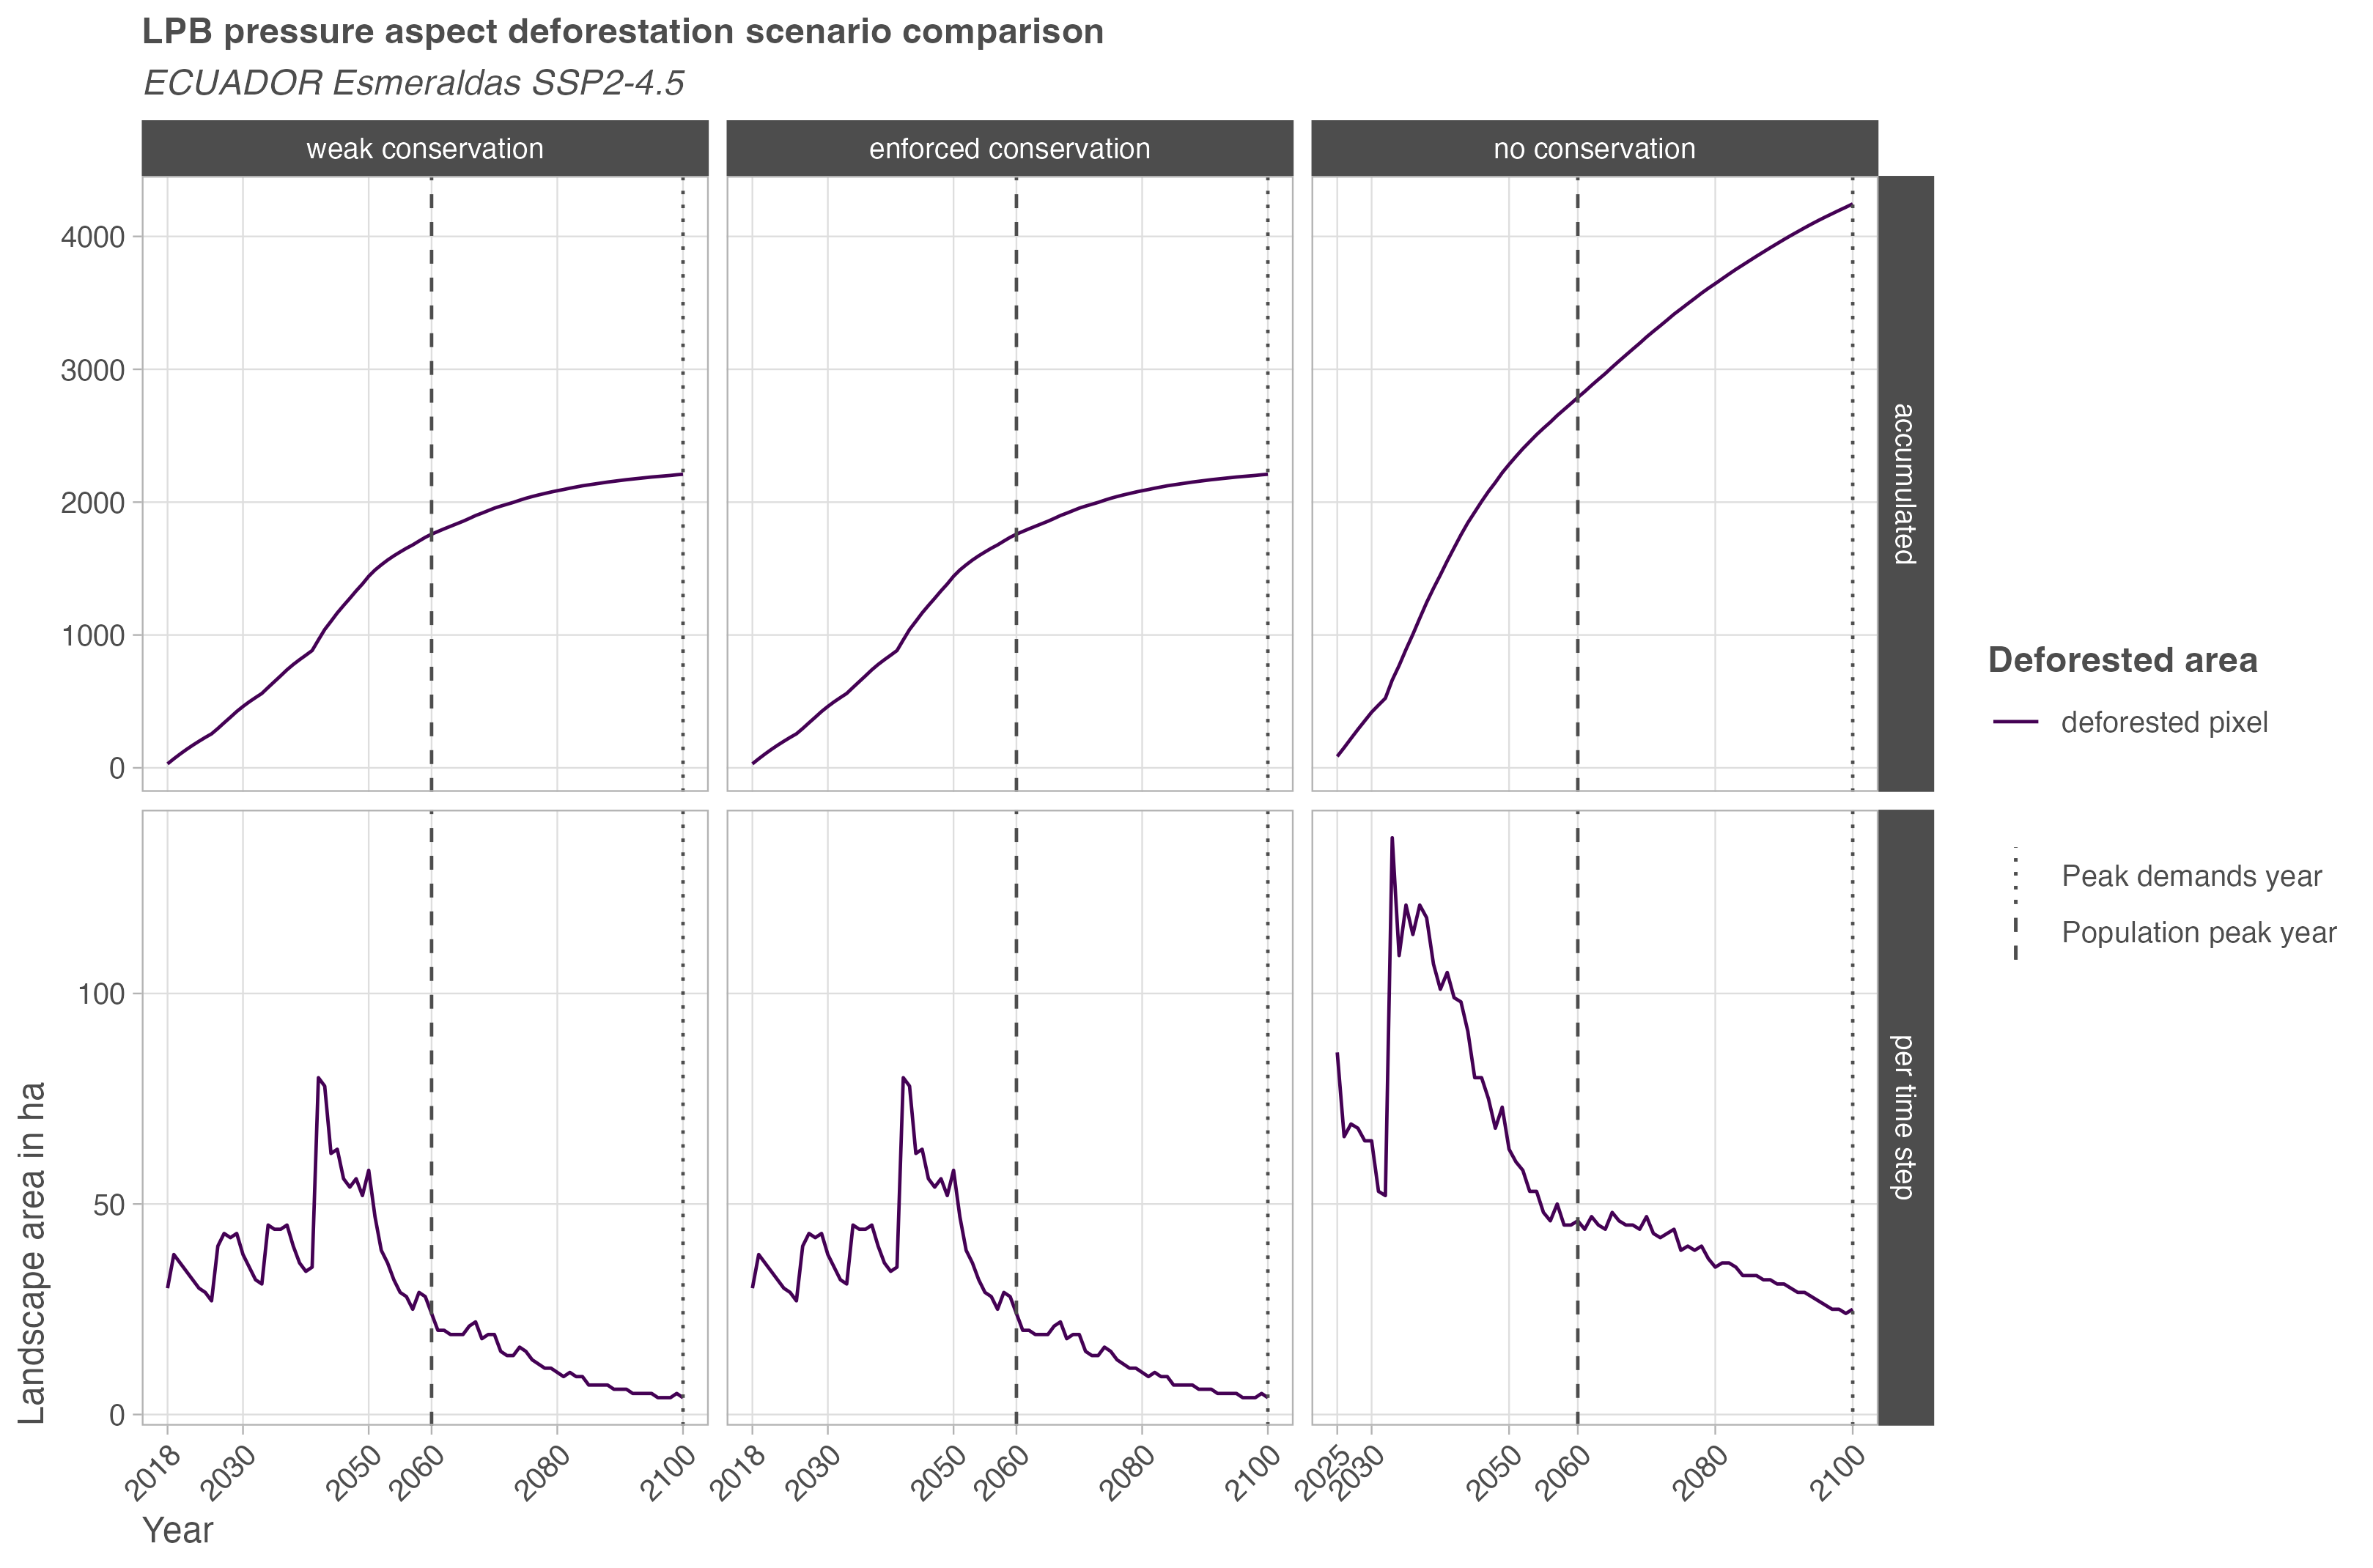 LPB pressure aspect deforestation scenario comparison
ECUADOR Esmeraldas SSP2-4.5
weak conservation
enforced conservation
no conservation
4000
3000
2000
1000
0
accumulated
100
50
0
per time step
Landscape area in ha
2018
2030
2050
2060
2080
2100
2018
2030
2050
2060
2080
2100
2025
2030
2050
2060
2080
2100
Year
Deforested area
deforested pixel
Peak demands year
Population peak year